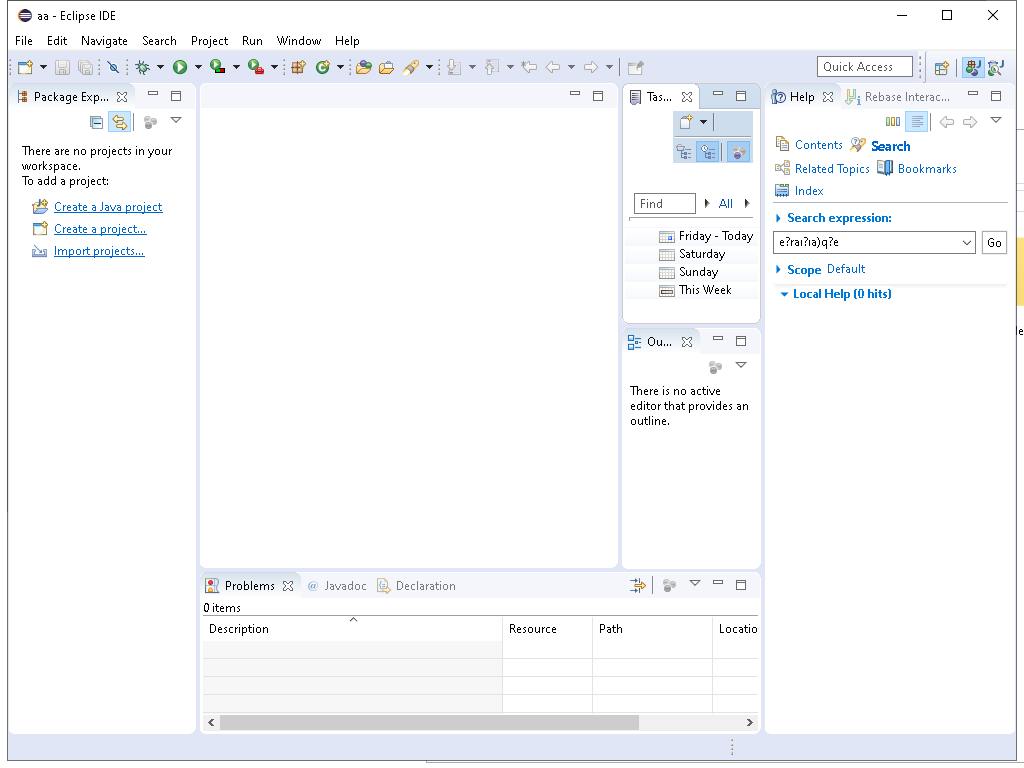 aa - Eclipse IDE
File Edit Navigate Search Project Run Window Help
Quick Access
Package Exp...
There are no projects in your
workspace.
To add a project:
Create a Java project
Create a project...
Import projects...
Tas...
Find
All
Friday - Today
Saturday
Sunday
This Week
Ou...
There is no active
editor that provides an
outline.
Help Rebase Interac...
Contents Search
Related Topics Bookmarks
Index
Search expression:
Go
Scope Default
Local Help (0 hits)
Problems @ Javadoc Declaration
0 items
Description Resource Path Locatio